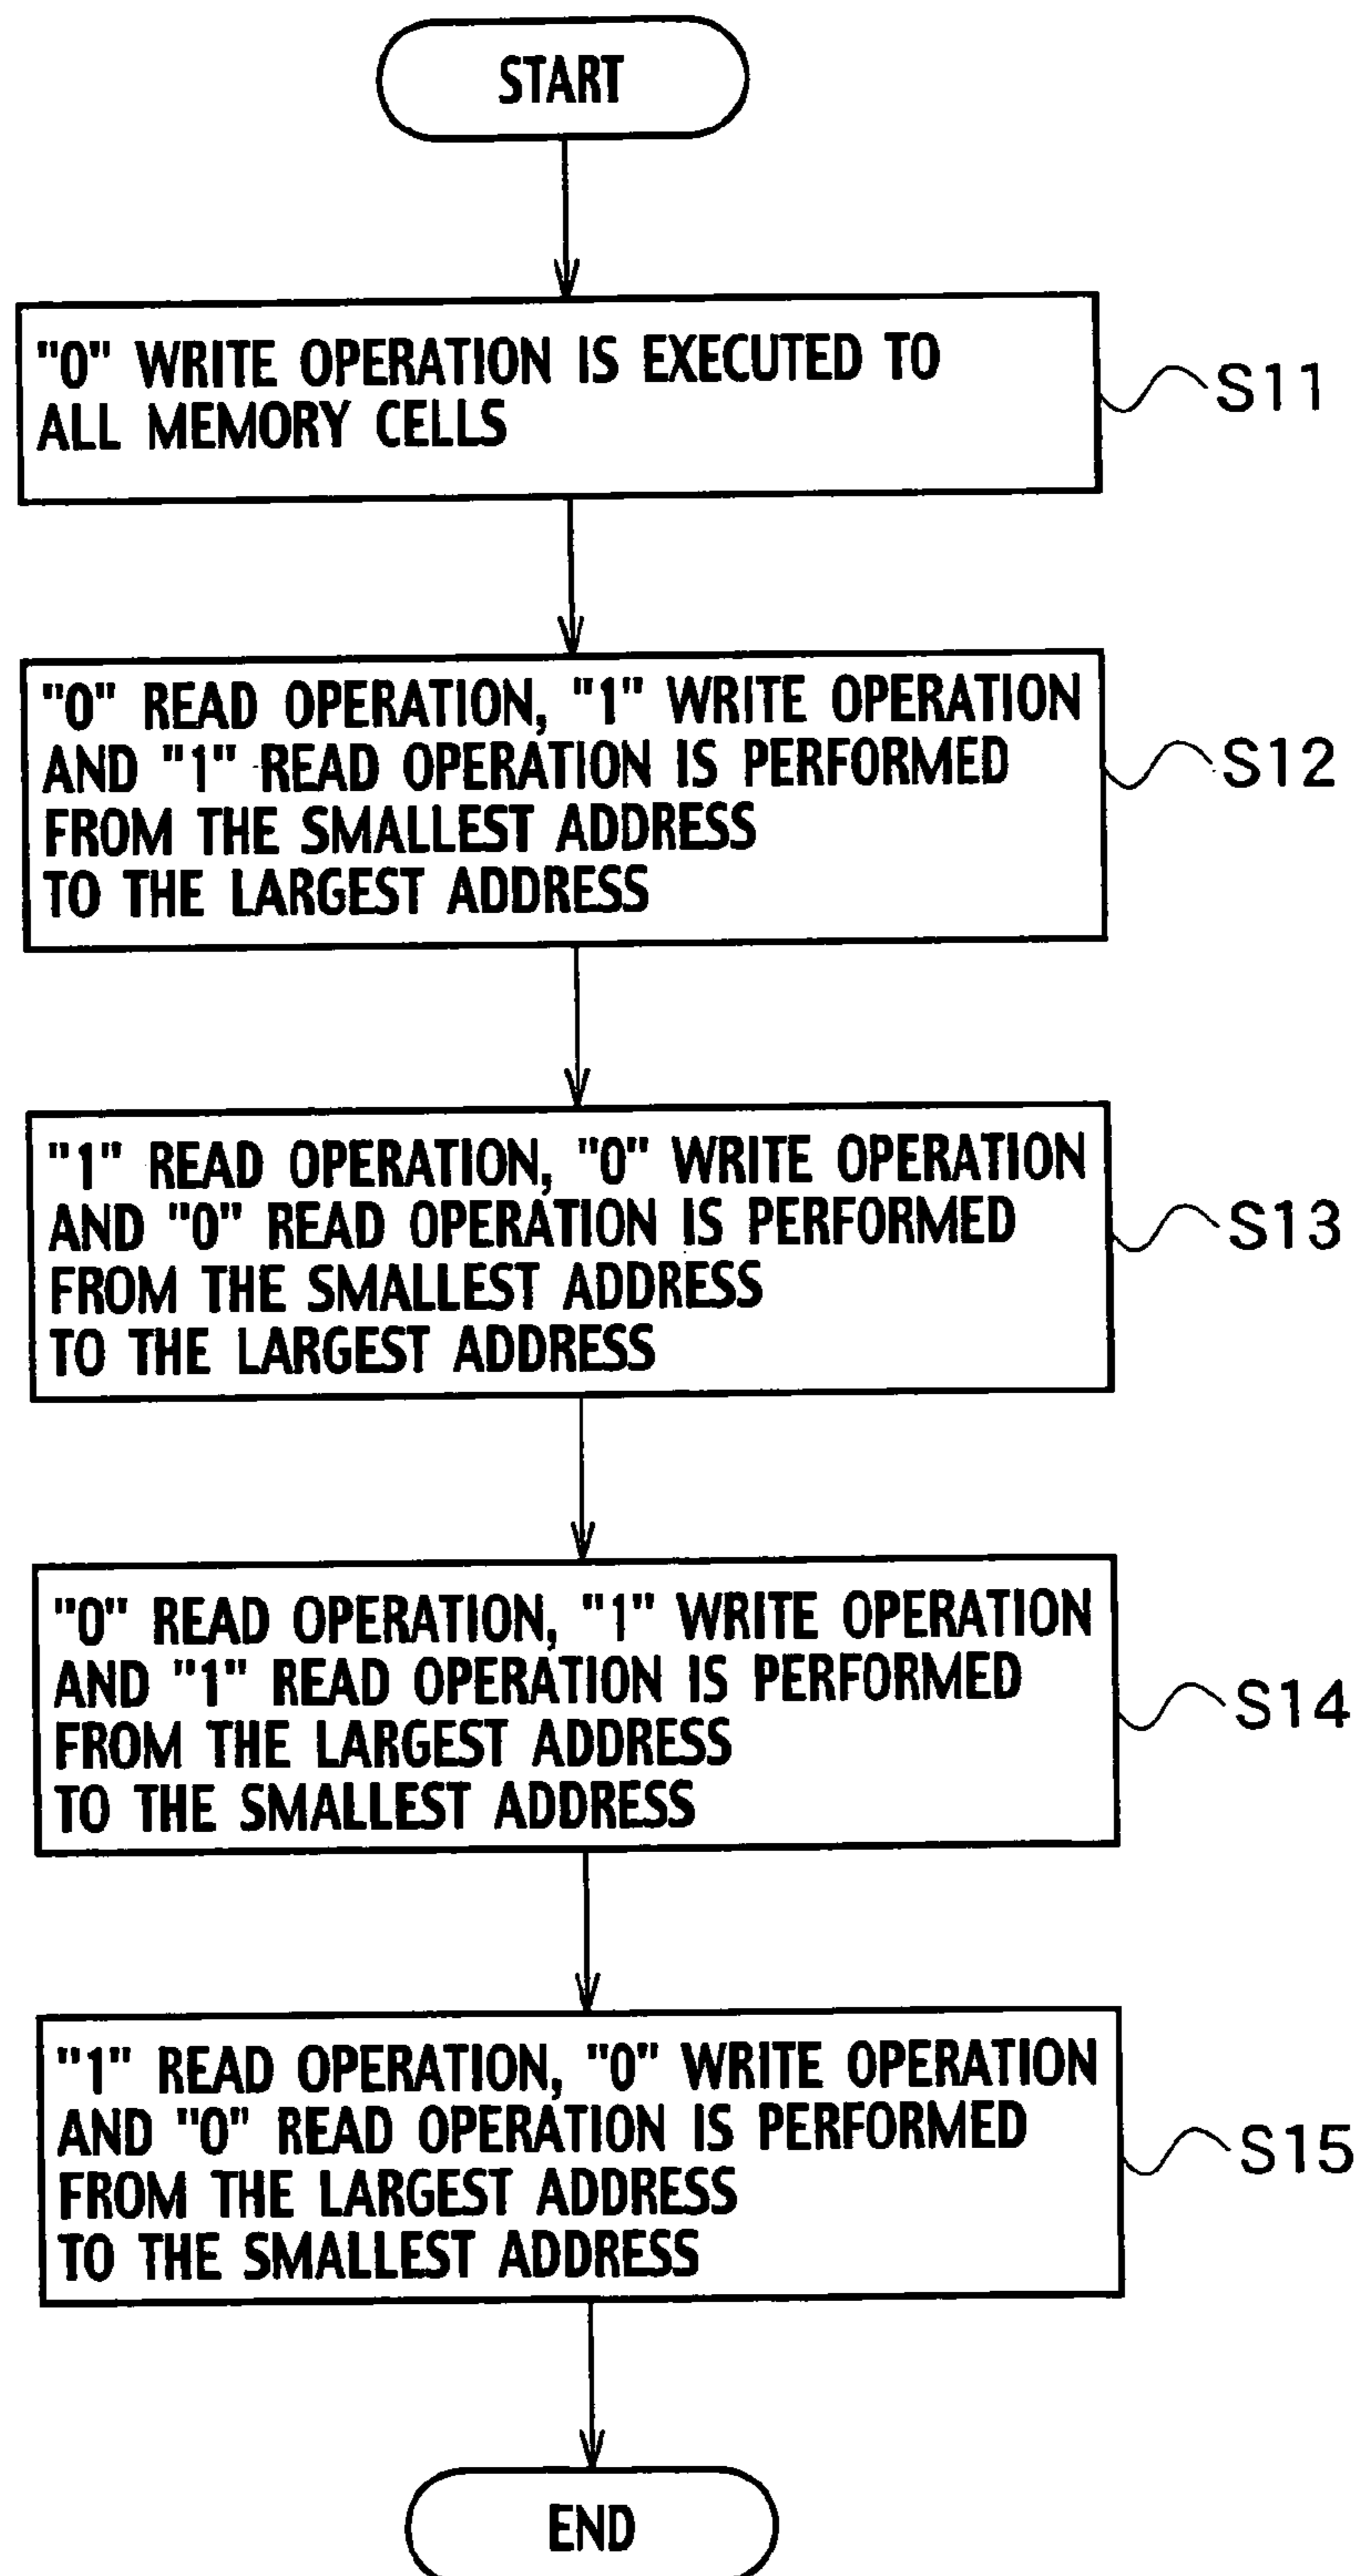 START
"0" WRITE OPERATION IS EXECUTED TO
ALL MEMORY CELLS
S11
"0" READ OPERATION, "1" WRITE OPERATION
AND "1" READ OPERATION IS PERFORMED
FROM THE SMALLEST ADDRESS
TO THE LARGEST ADDRESS
S12
"1" READ OPERATION, "0" WRITE OPERATION
AND "0" READ OPERATION IS PERFORMED
FROM THE SMALLEST ADDRESS
TO THE LARGEST ADDRESS
S13
"0" READ OPERATION, "1" WRITE OPERATION
AND "1" READ OPERATION IS PERFORMED
FROM THE LARGEST ADDRESS
TO THE SMALLEST ADDRESS
S14
"1" READ OPERATION, "0" WRITE OPERATION
AND "0" READ OPERATION IS PERFORMED
FROM THE LARGEST ADDRESS
TO THE SMALLEST ADDRESS
S15
END